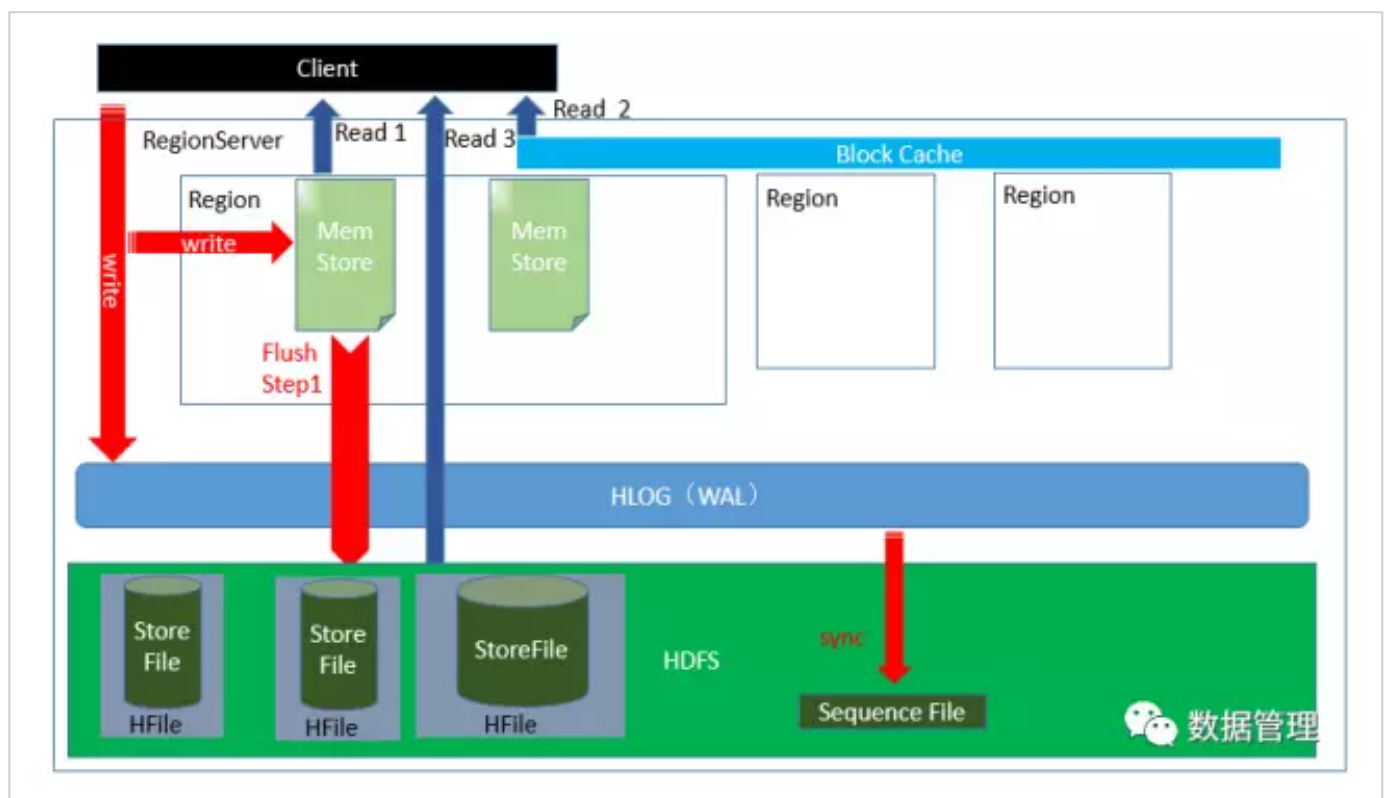 Client
Read 2
RegionServer
Read 1
Read 3
Block Cache
Region
Mem
Store
Mem
Store
Region
Region
write
write
Flush
Step1
HLOG（WAL）
Store
File
HFile
Store
File
HFile
StoreFile
HFile
HDFS
sync
Sequence File
数据管理